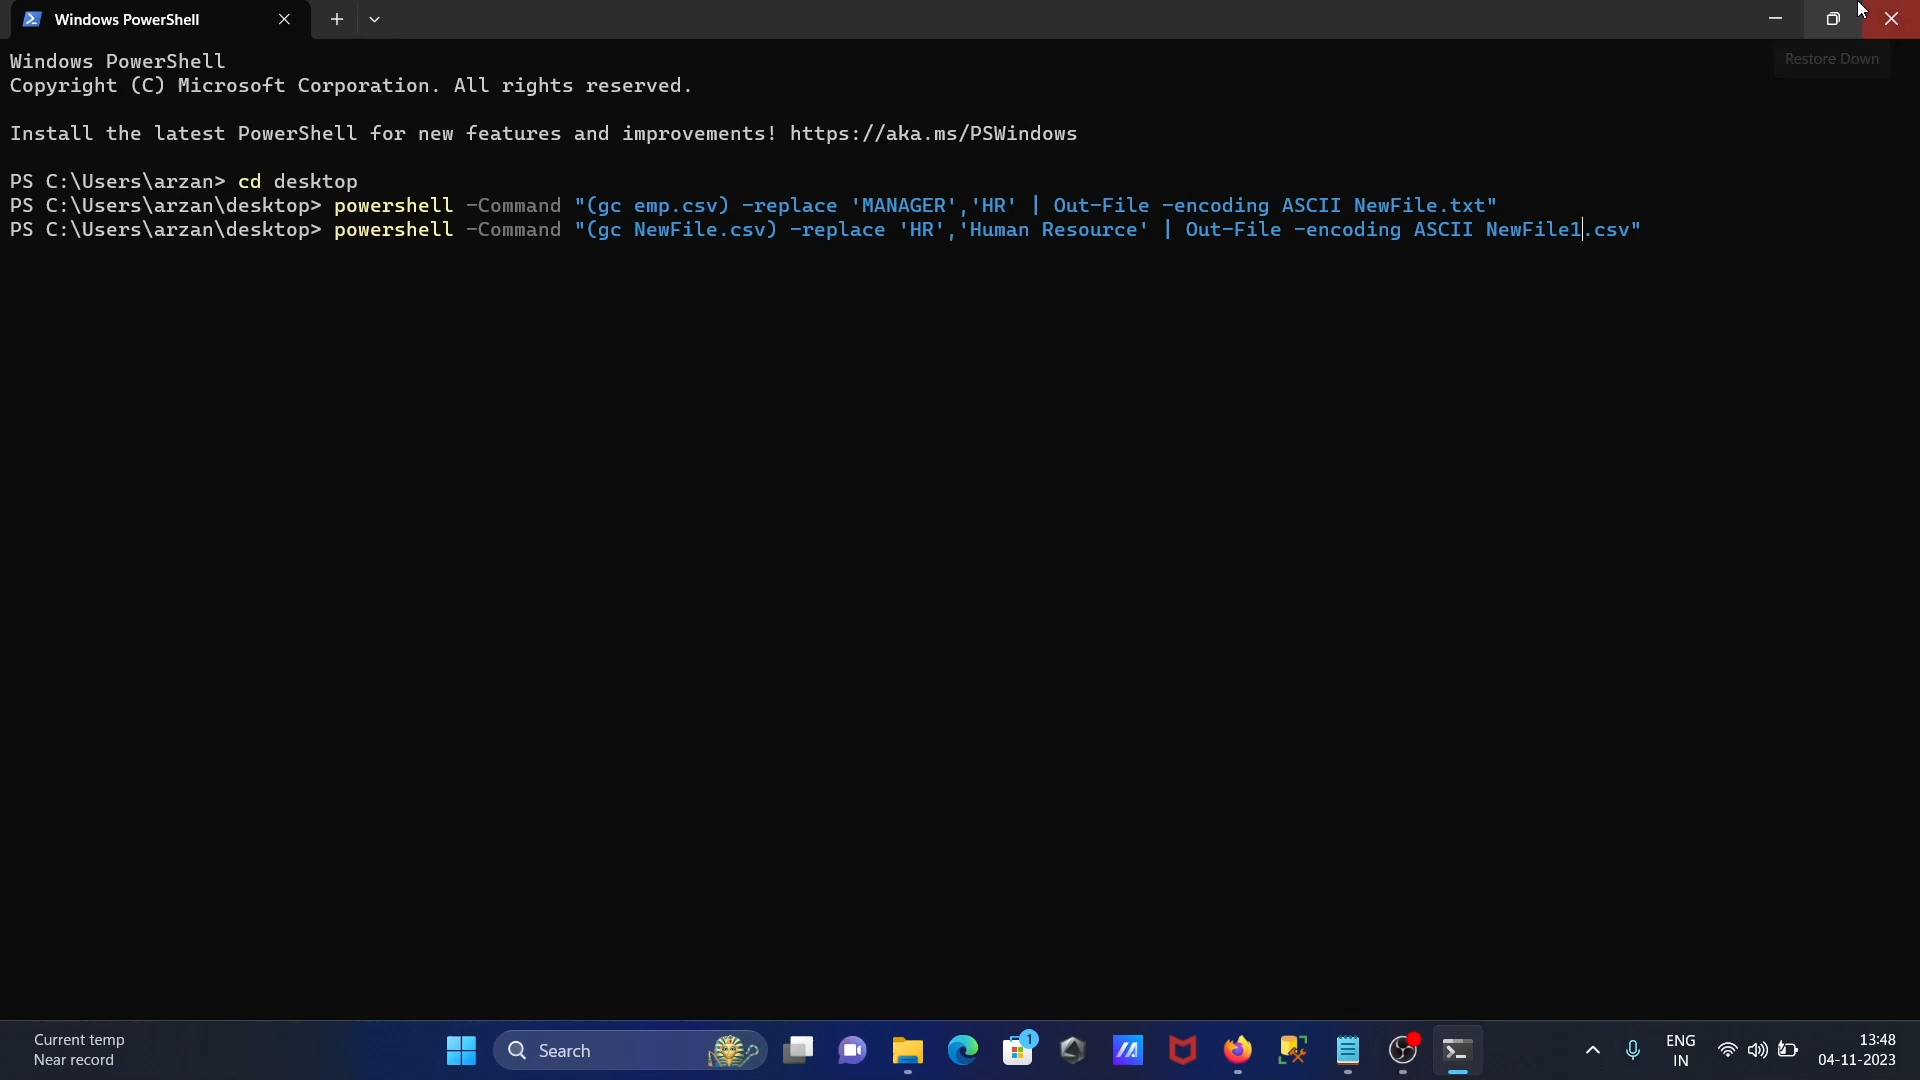 Windows PowerShell
Restore Down
Windows PowerShell
Copyright (C) Microsoft Corporation. All rights reserved.
Install the latest PowerShell for new features and improvements! https://aka.ms/PSWindows
PS C:\Users\arzan> cd desktop
PS C:\Users\arzan\desktop> powershell -Command "(gc emp.csv) -replace 'MANAGER','HR' | Out-File -encoding ASCII NewFile.txt"
PS C:\Users\arzan\desktop> powershell -Command "(gc NewFile.csv) -replace 'HR','Human Resource' | Out-File -encoding ASCII NewFile1.csv"
Current temp
Near record
Search
1
ENG
IN
13:48
04-11-2023